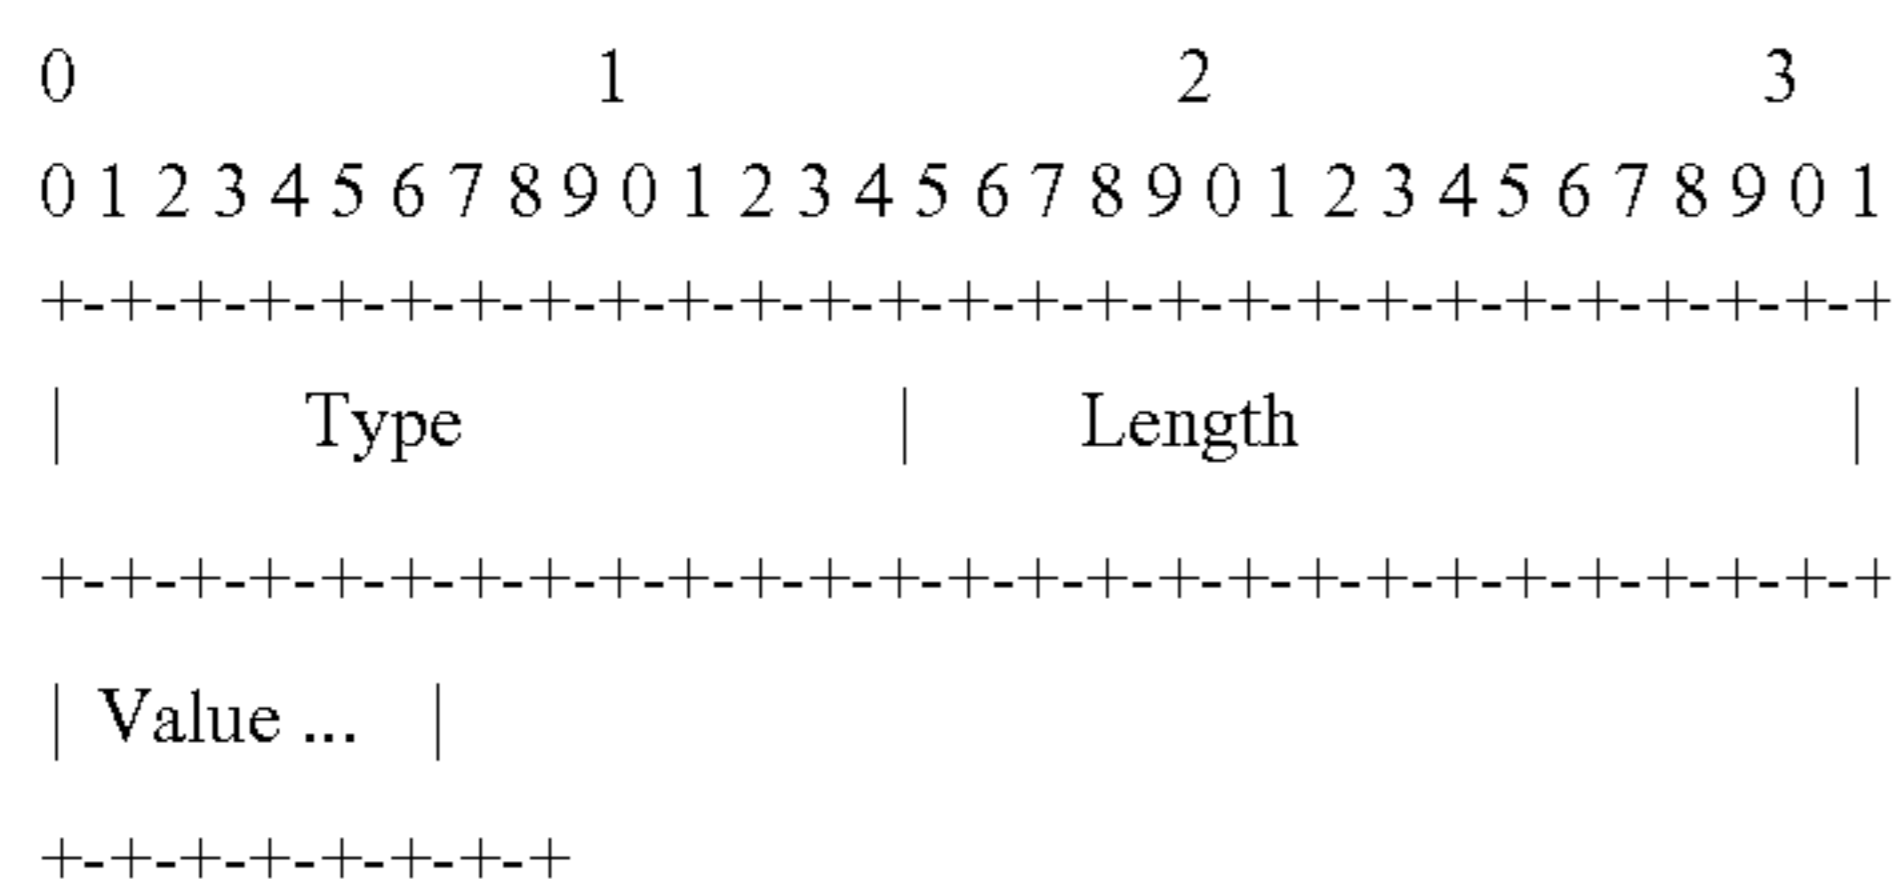 0 1 2 3
0 1 2 3 4 5 6 7 8 9 0 1 2 3 4 5 6 7 8 9 0 1 2 3 4 5 6 7 8 9 0 1
+-+-+-+-+-+-+-+-+-+-+-+-+-+-+-+-+-+-+-+-+-+-+-+-+-+-+
| Type | Length |
+-+-+-+-+-+-+-+-+-+-+-+-+-+-+-+-+-+-+-+-+-+-+-+-+-+-+
| Value ... |
+-+-+-+-+-+-+-+